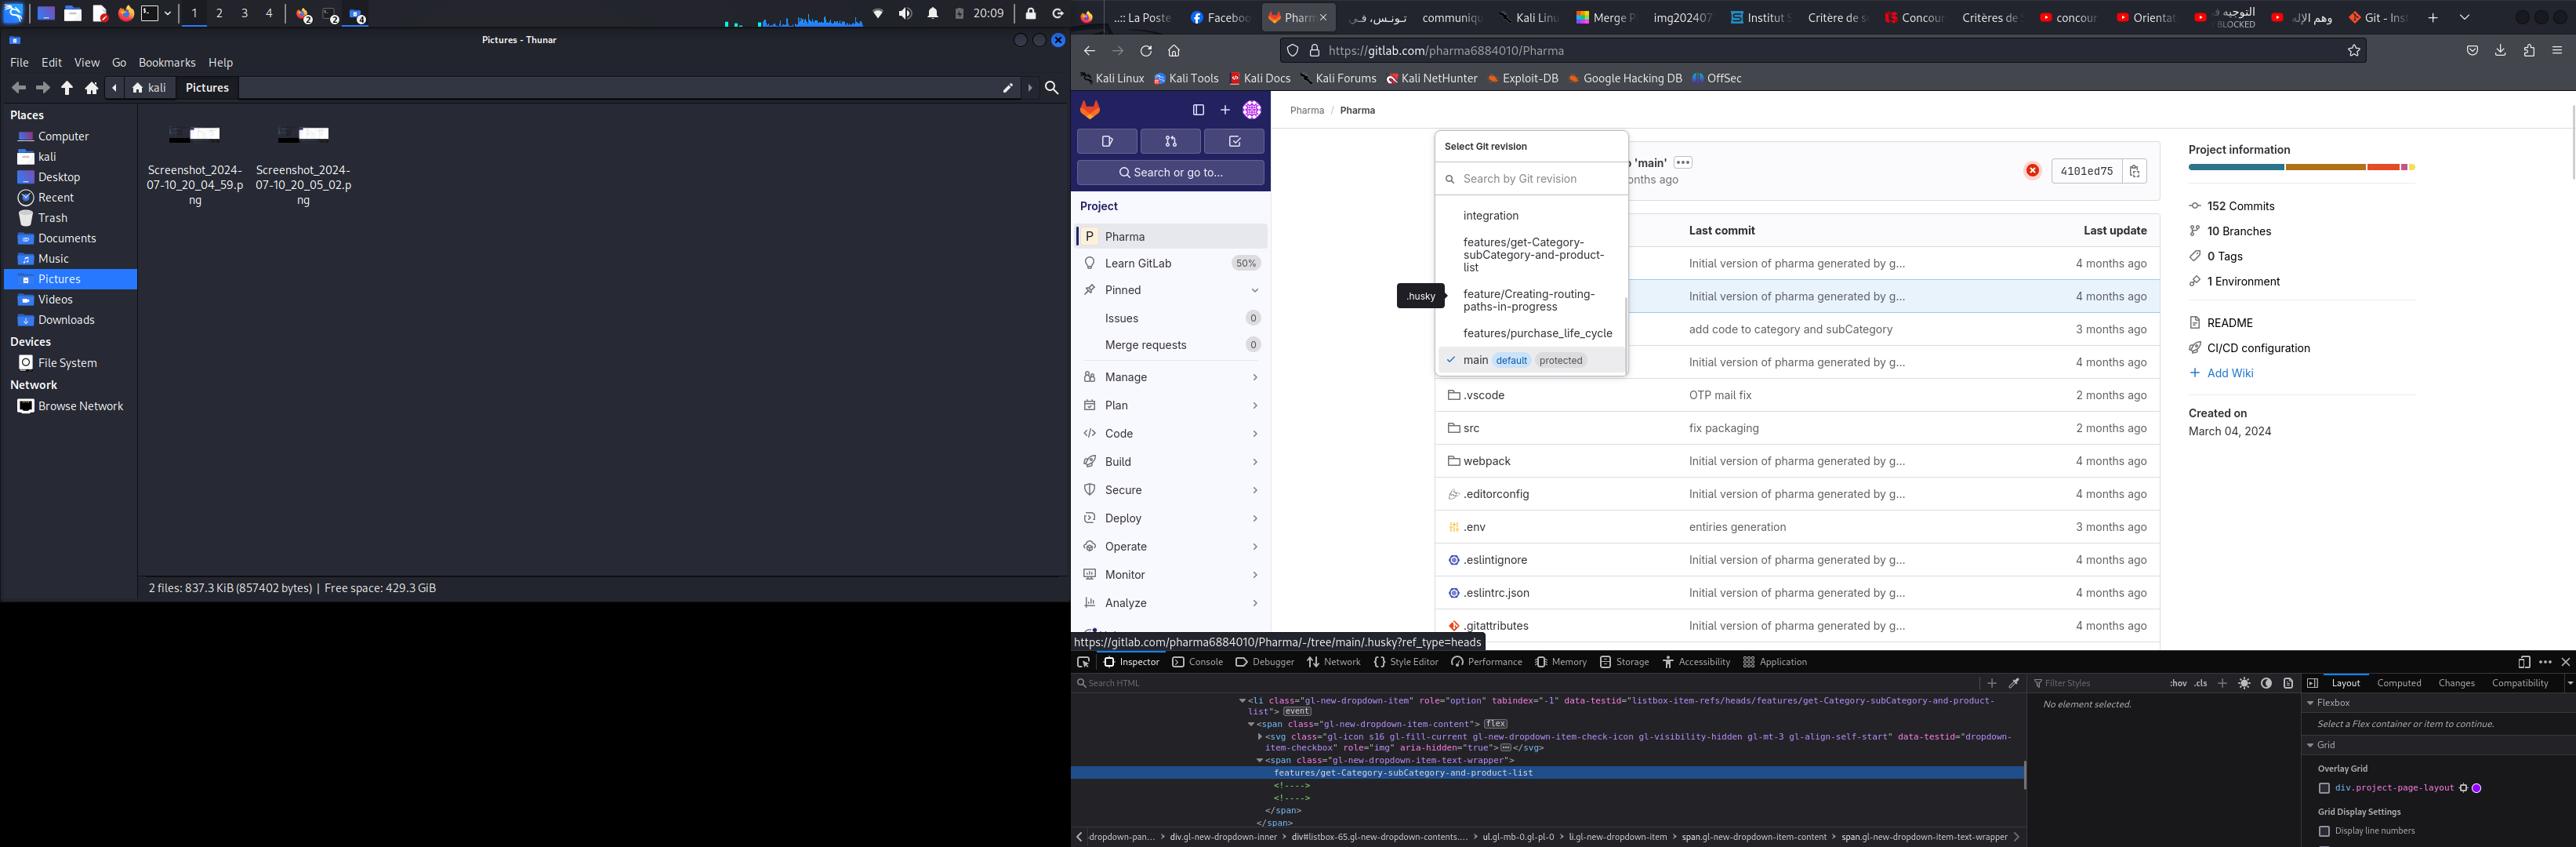 1
2
3
4
2
2
4
20:09
Pictures - Thunar
File Edit View Go Bookmarks Help
kali
Pictures
Places
Computer
kali
Desktop
Recent
Trash
Documents
Music
Pictures
Videos
Downloads
Devices
File System
Network
Browse Network
Screenshot_2024-
07-10_20_04_59.p
ng
Screenshot_2024-
07-10_20_05_02.p
ng
2 files: 837.3 KiB (857402 bytes) | Free space: 429.3 GiB
..:: La Poste
Faceboo
Pharm
communiqu
Kali Linu
Merge P
img202407
Institut S
Critère de s
Concour
Critères de
concour
Orientat
التوجيه
BLOCKED
وهم الإله
Git - Inst
https://gitlab.com/pharma6884010/Pharma
Kali Linux
Kali Tools
Kali Docs
Kali Forums
Kali NetHunter
Exploit-DB
Google Hacking DB
OffSec
Search or go to...
Project
P Pharma
Learn GitLab 50%
Pinned
Issues 0
Merge requests 0
Manage
Plan
Code
Build
Secure
Deploy
Operate
Monitor
Analyze
Pharma / Pharma
Select Git revision
Search by Git revision
integration
features/get-Category-
subCategory-and-product-
list
feature/Creating-routing-
paths-in-progress
features/purchase_life_cycle
main default protected
.husky
'main'
onths ago
4101ed75
Last commit Last update
Initial version of pharma generated by g... 4 months ago
Initial version of pharma generated by g... 4 months ago
add code to category and subCategory 3 months ago
Initial version of pharma generated by g... 4 months ago
.vscode OTP mail fix 2 months ago
src fix packaging 2 months ago
webpack Initial version of pharma generated by g... 4 months ago
.editorconfig Initial version of pharma generated by g... 4 months ago
.env entiries generation 3 months ago
.eslintignore Initial version of pharma generated by g... 4 months ago
.eslintrc.json Initial version of pharma generated by g... 4 months ago
.gitattributes Initial version of pharma generated by g... 4 months ago
Project information
152 Commits
10 Branches
0 Tags
1 Environment
README
CI/CD configuration
Add Wiki
Created on
March 04, 2024
https://gitlab.com/pharma6884010/Pharma/-/tree/main/.husky?ref_type=heads
Inspector Console Debugger Network Style Editor Performance Memory Storage Accessibility Application
Search HTML
<li class="gl-new-dropdown-item" role="option" tabindex="-1" data-testid="listbox-item-refs/heads/features/get-Category-subCategory-and-product-
list"> event
<span class="gl-new-dropdown-item-content"> flex
<svg class="gl-icon s16 gl-fill-current gl-new-dropdown-item-check-icon gl-visibility-hidden gl-mt-3 gl-align-self-start" data-testid="dropdown-
item-checkbox" role="img" aria-hidden="true"> </svg>
<span class="gl-new-dropdown-item-text-wrapper">
features/get-Category-subCategory-and-product-list
<!---->
<!---->
</span>
</span>
dropdown-pan… > div.gl-new-dropdown-inner > div#listbox-65.gl-new-dropdown-contents.… > ul.gl-mb-0.gl-pl-0 > li.gl-new-dropdown-item > span.gl-new-dropdown-item-content > span.gl-new-dropdown-item-text-wrapper
Filter Styles
:hov .cls
No element selected.
Layout Computed Changes Compatibility
Flexbox
Select a Flex container or item to continue.
Grid
Overlay Grid
div.project-page-layout
Grid Display Settings
Display line numbers